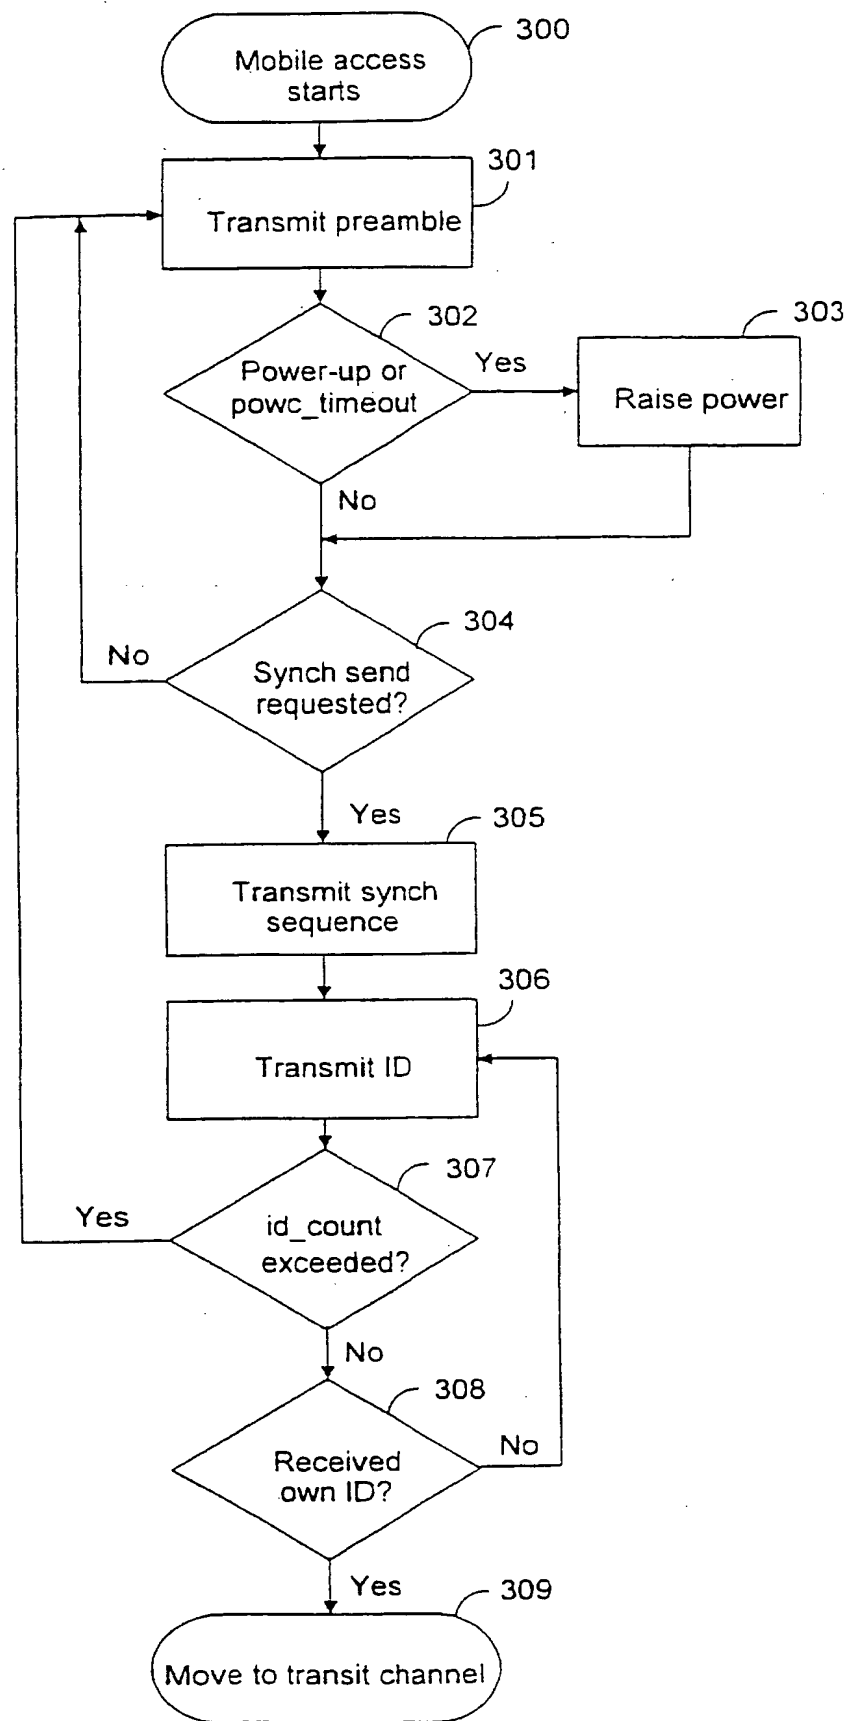 300
Mobile access
starts
301
Transmit preamble
302
303
Power-up or
powc_timeout
Yes
Raise power
No
304
No
Synch send
requested?
Yes
305
Transmit synch
sequence
306
Transmit ID
307
Yes
id_count
exceeded?
No
308
No
Received
own ID?
Yes
309
Move to transit channel